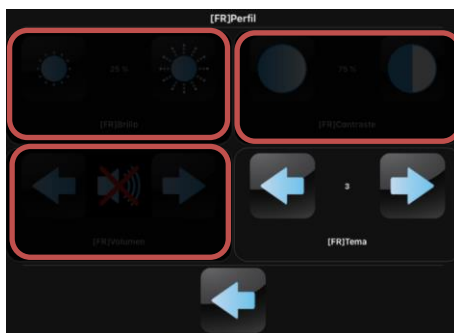 [FR]Perfil
25 %
75 %
[FR]Brillo
[FR]Contraste
3
[FR]Volumen
[FR]Tema